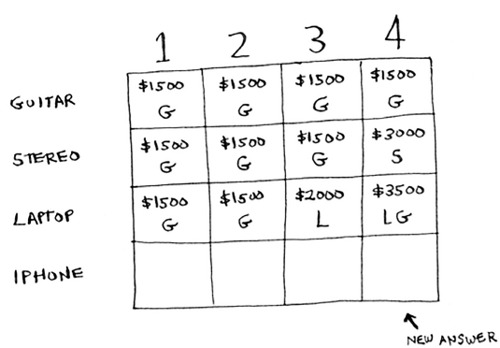 1 2 3 4
GUITAR $1500 $1500 $1500 $1500
G G G G
STEREO $1500 $1500 $1500 $3000
G G G S
LAPTOP $1500 $1500 $2000 $3500
G G L LG
IPHONE
NEW ANSWER